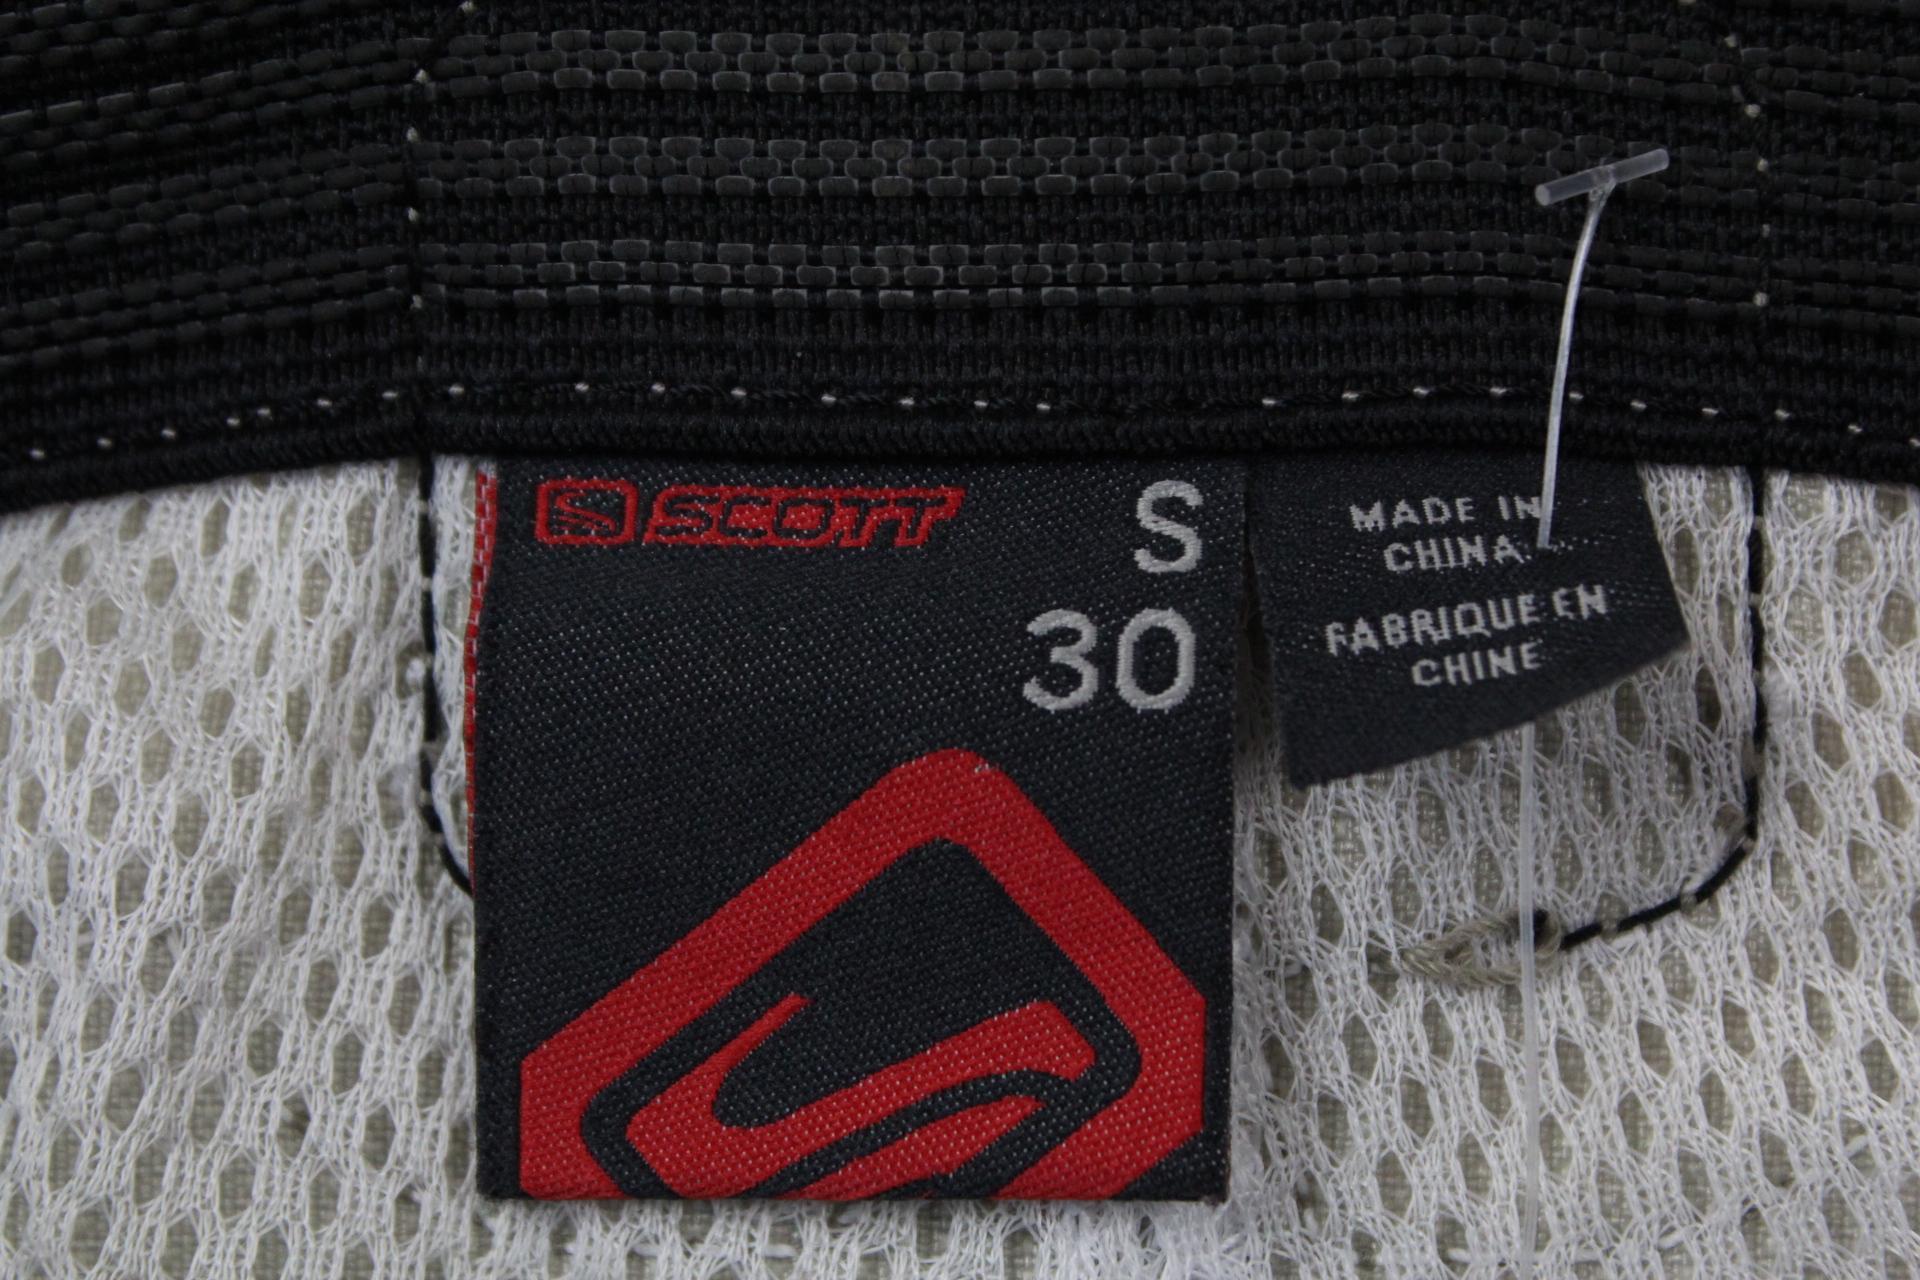 SCOTT
S
30
MADE IN
CHINA
FABRIQUE EN
CHINE